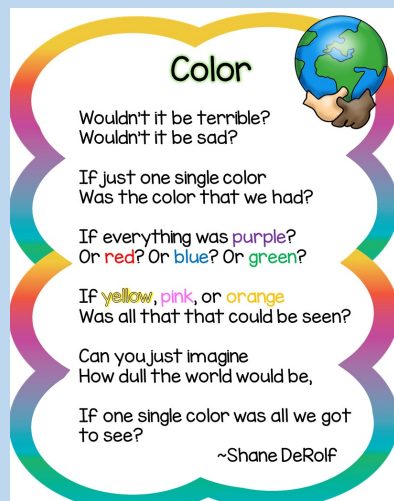 Color
Wouldn't it be terrible?
Wouldn't it be sad?
If just one single color
Was the color that we had?
If everything was purple?
Or red? Or blue? Or green?
If yellow, pink, or orange
Was all that that could be seen?
Can you just imagine
How dull the world would be,
If one single color was all we got
to see?
~Shane DeRolf